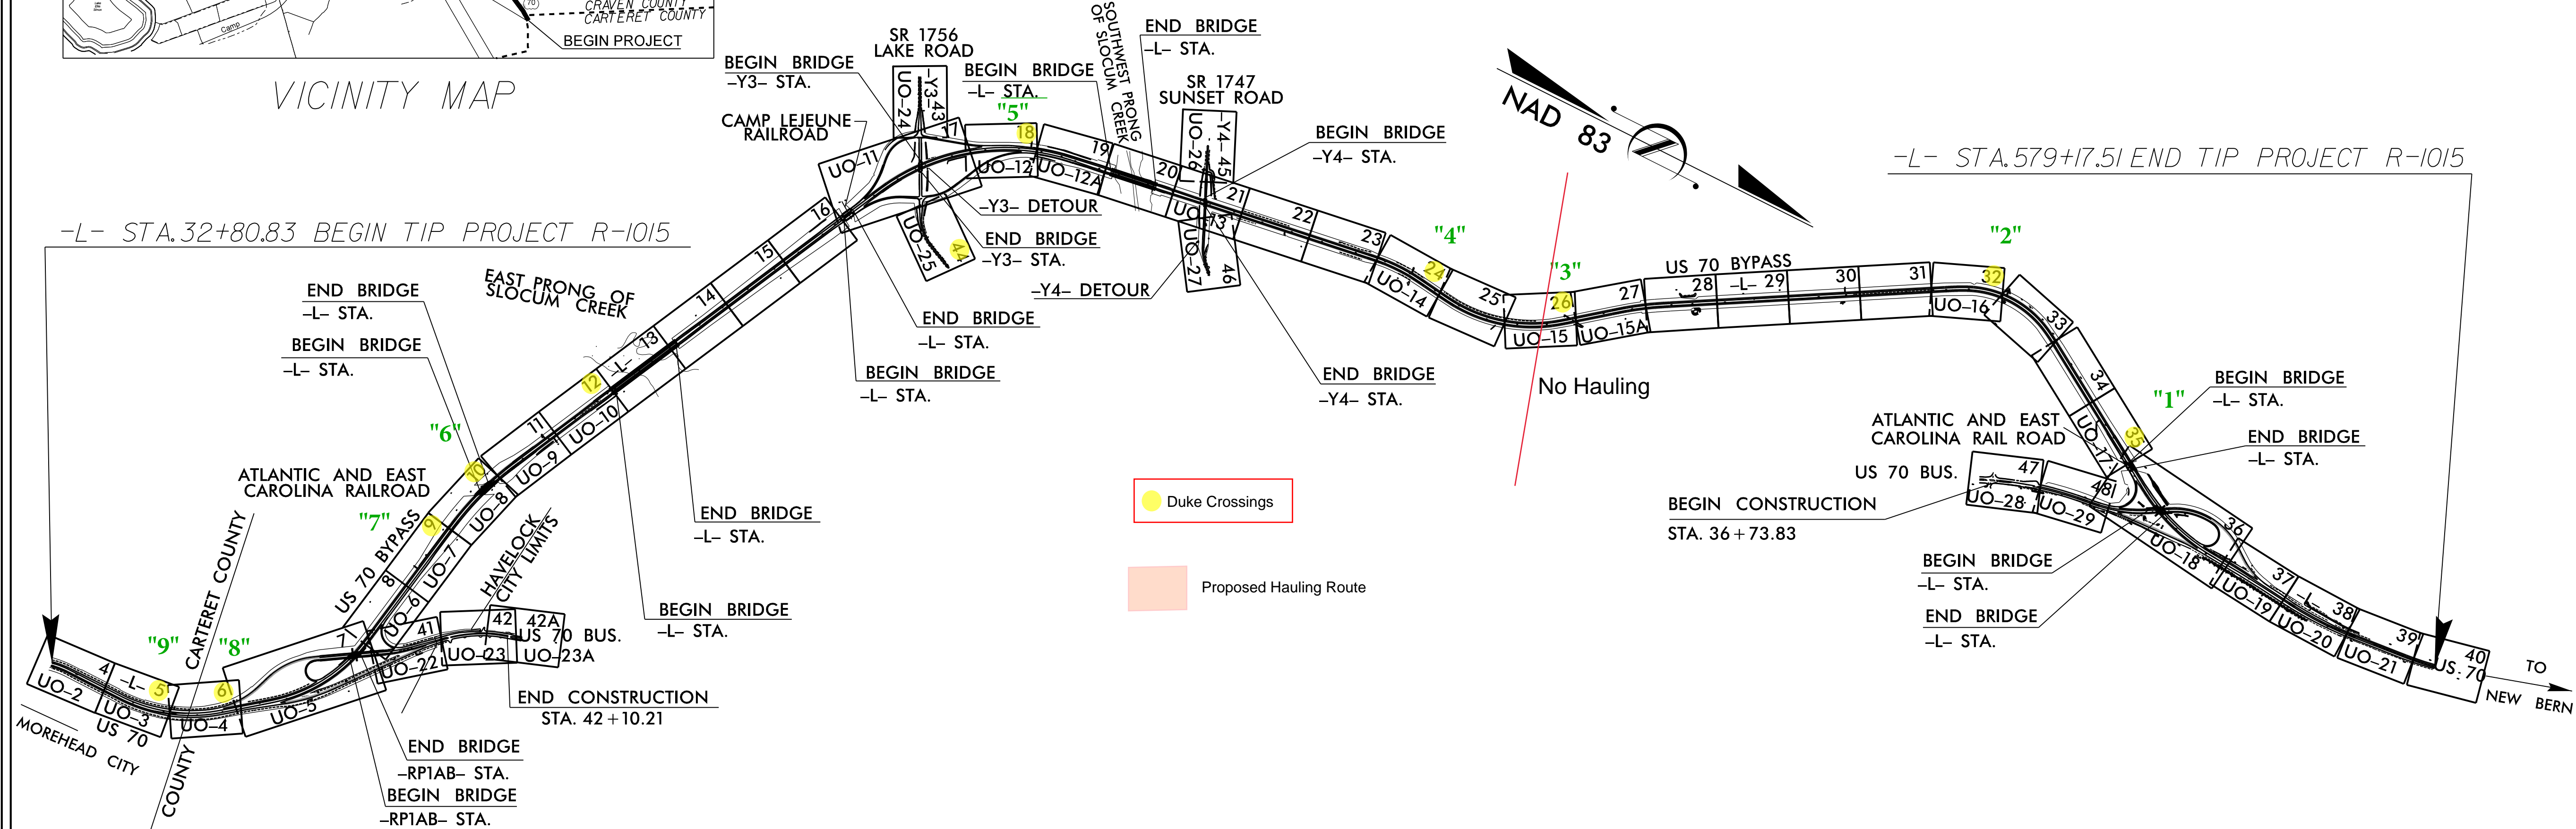 CRAVEN COUNTY
CARTERET COUNTY
70
Camp
BEGIN PROJECT
VICINITY MAP
-L- STA.32+80.83 BEGIN TIP PROJECT R-1015
-L- STA.579+17.51 END TIP PROJECT R-1015
NAD 83
SR 1756
LAKE ROAD
BEGIN BRIDGE
-Y3- STA.
CAMP LEJEUNE
RAILROAD
BEGIN BRIDGE
-L- STA.
"5"
SOUTHWEST PRONG
OF SLOCUM CREEK
END BRIDGE
-L- STA.
SR 1747
SUNSET ROAD
BEGIN BRIDGE
-Y4- STA.
UO-24
-Y3- 43
17
18
19
20
21
22
23
24
25
26
27
28
-L- 29
30
31
32
33
34
35
36
37
-L- 38
39
40
UO-11
UO-12
UO-12A
UO-13
UO-26
-Y4- 45
UO-27
46
UO-25
44
-Y3- DETOUR
END BRIDGE
-Y3- STA.
-Y4- DETOUR
END BRIDGE
-L- STA.
BEGIN BRIDGE
-L- STA.
END BRIDGE
-Y4- STA.
"4"
"3"
"2"
"1"
US 70 BYPASS
UO-14
UO-15
UO-15A
UO-16
UO-17
No Hauling
BEGIN BRIDGE
-L- STA.
END BRIDGE
-L- STA.
ATLANTIC AND EAST
CAROLINA RAIL ROAD
US 70 BUS.
47
48
UO-28
UO-29
BEGIN CONSTRUCTION
STA. 36+73.83
BEGIN BRIDGE
-L- STA.
END BRIDGE
-L- STA.
UO-18
UO-19
UO-20
UO-21
US 70
TO
NEW BERN
16
15
14
-L- 13
12
11
10
9
8
7
6
-L- 5
4
EAST PRONG OF
SLOCUM CREEK
END BRIDGE
-L- STA.
BEGIN BRIDGE
-L- STA.
"6"
ATLANTIC AND EAST
CAROLINA RAILROAD
"7"
US 70 BYPASS
UO-10
UO-9
UO-8
UO-7
UO-6
HAVELOCK
CITY LIMITS
END BRIDGE
-L- STA.
BEGIN BRIDGE
-L- STA.
Duke Crossings
Proposed Hauling Route
41
42
42A
US 70 BUS.
UO-22
UO-23
UO-23A
END CONSTRUCTION
STA. 42+10.21
END BRIDGE
-RP1AB- STA.
BEGIN BRIDGE
-RP1AB- STA.
"9"
"8"
CARTERET COUNTY
COUNTY
UO-2
UO-3
UO-4
UO-5
US 70
MOREHEAD CITY